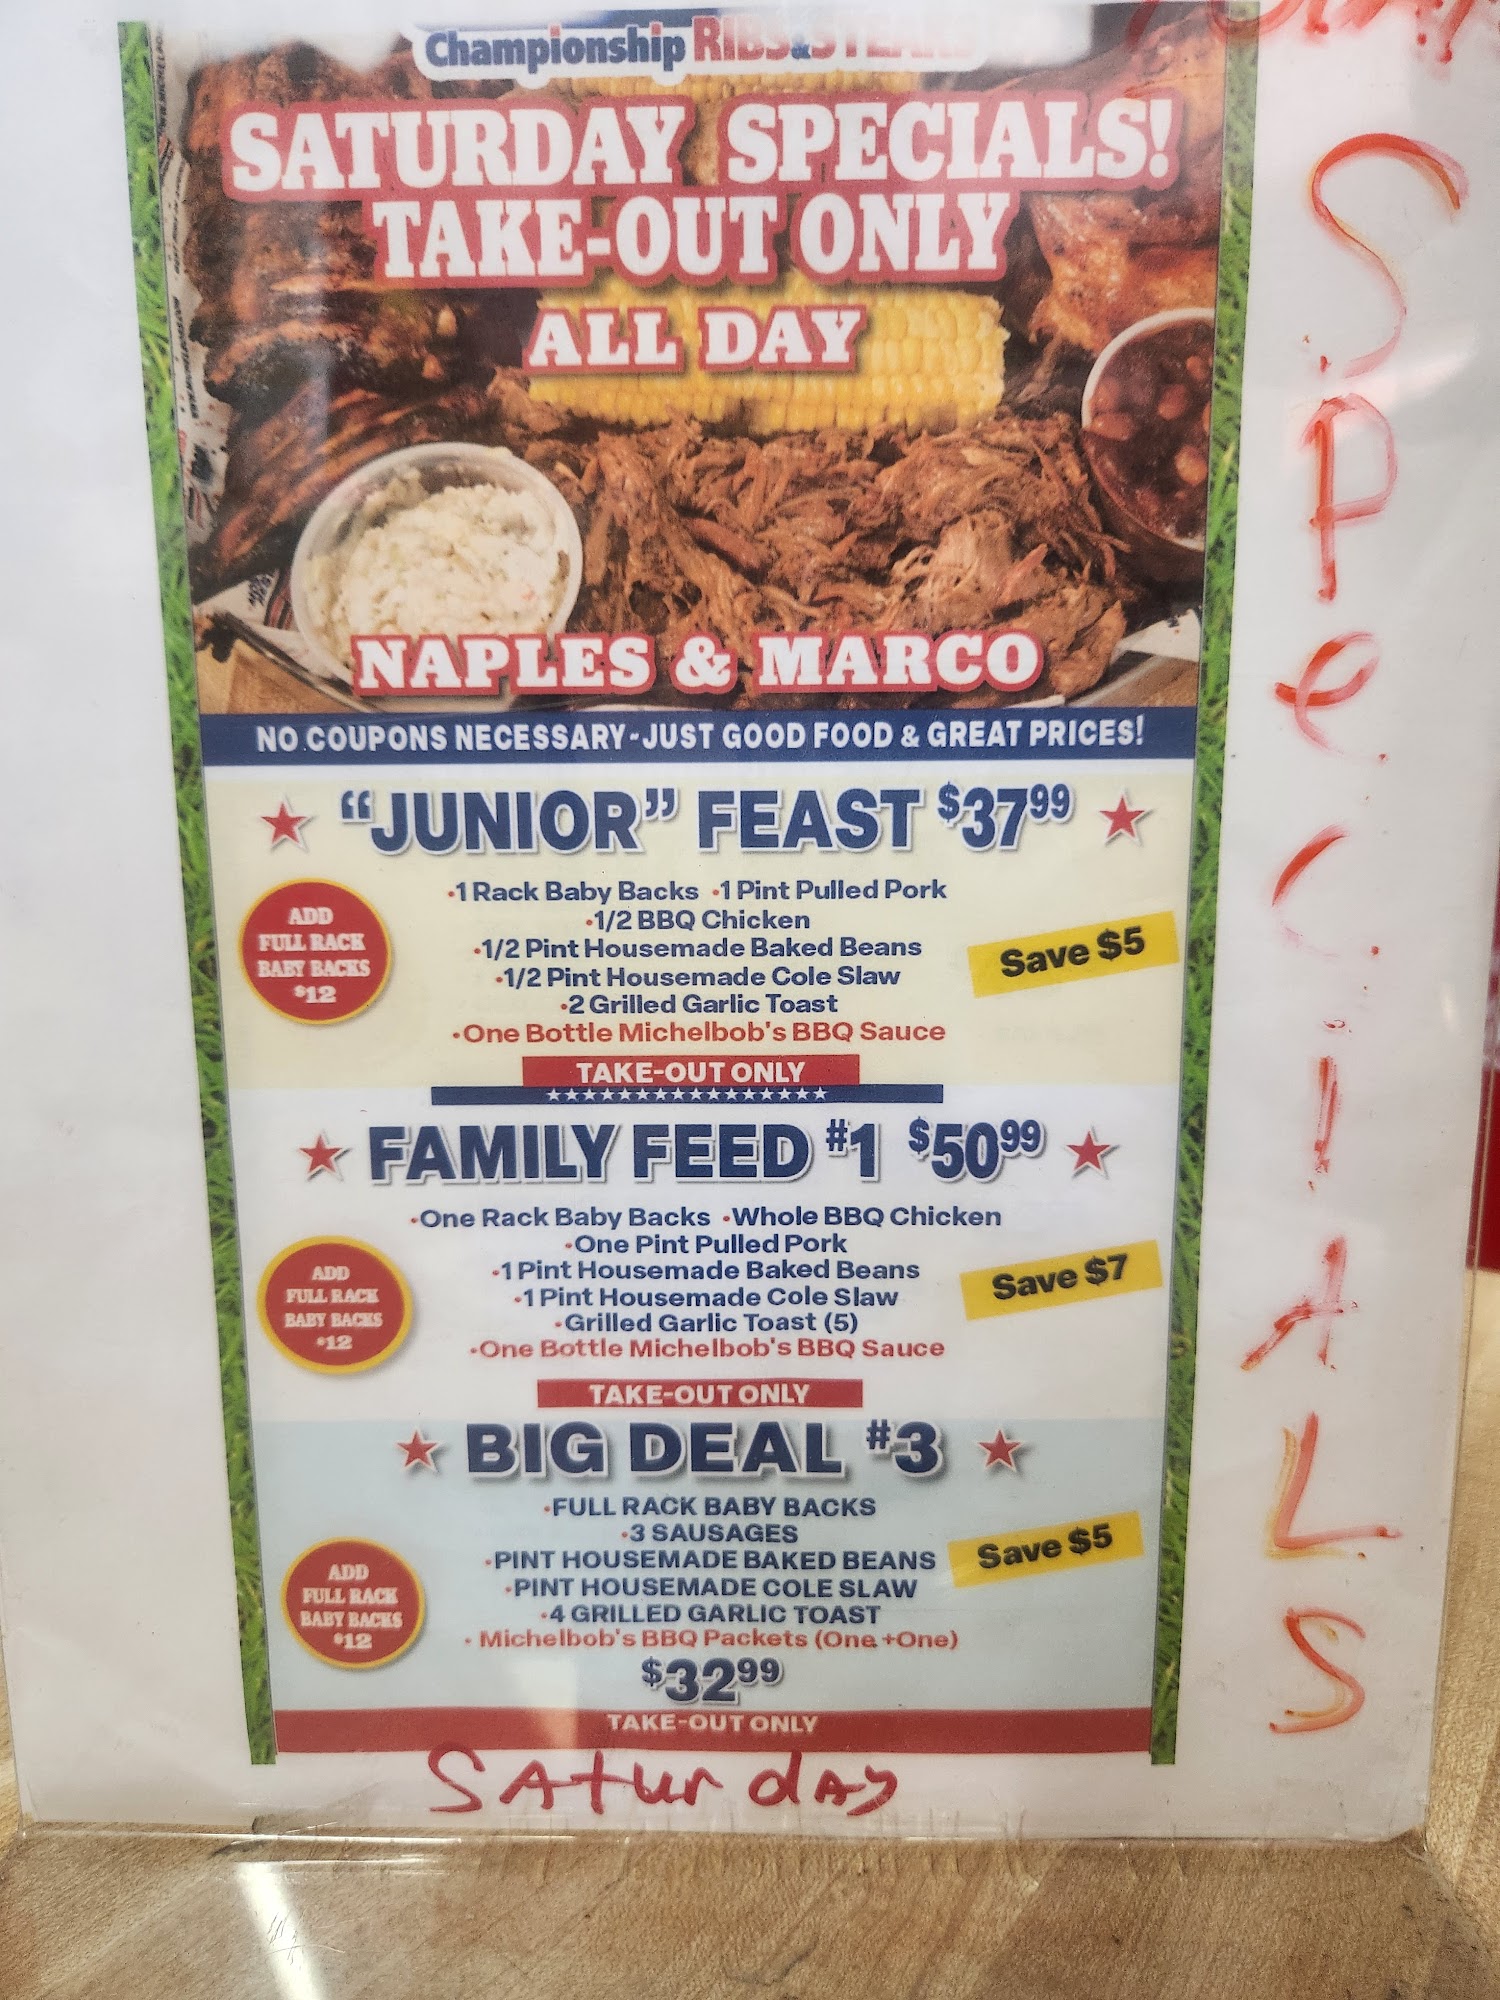 Championship RIBS & STEAKS
SATURDAY SPECIALS!
TAKE-OUT ONLY
ALL DAY
NAPLES & MARCO
NO COUPONS NECESSARY-JUST GOOD FOOD & GREAT PRICES!
"JUNIOR" FEAST $37⁹⁹
•1 Rack Baby Backs •1 Pint Pulled Pork
•1/2 BBQ Chicken
•1/2 Pint Housemade Baked Beans
•1/2 Pint Housemade Cole Slaw
•2 Grilled Garlic Toast
•One Bottle Michelbob's BBQ Sauce
ADD
FULL RACK
BABY BACKS
$12
Save $5
TAKE-OUT ONLY
FAMILY FEED #1 $50⁹⁹
•One Rack Baby Backs •Whole BBQ Chicken
•One Pint Pulled Pork
•1 Pint Housemade Baked Beans
•1 Pint Housemade Cole Slaw
•Grilled Garlic Toast (5)
•One Bottle Michelbob's BBQ Sauce
ADD
FULL RACK
BABY BACKS
$12
Save $7
TAKE-OUT ONLY
BIG DEAL #3
•FULL RACK BABY BACKS
•3 SAUSAGES
•PINT HOUSEMADE BAKED BEANS
•PINT HOUSEMADE COLE SLAW
•4 GRILLED GARLIC TOAST
• Michelbob's BBQ Packets (One +One)
$32⁹⁹
ADD
FULL RACK
BABY BACKS
$12
Save $5
TAKE-OUT ONLY
SAturdAy
SPeCiALS